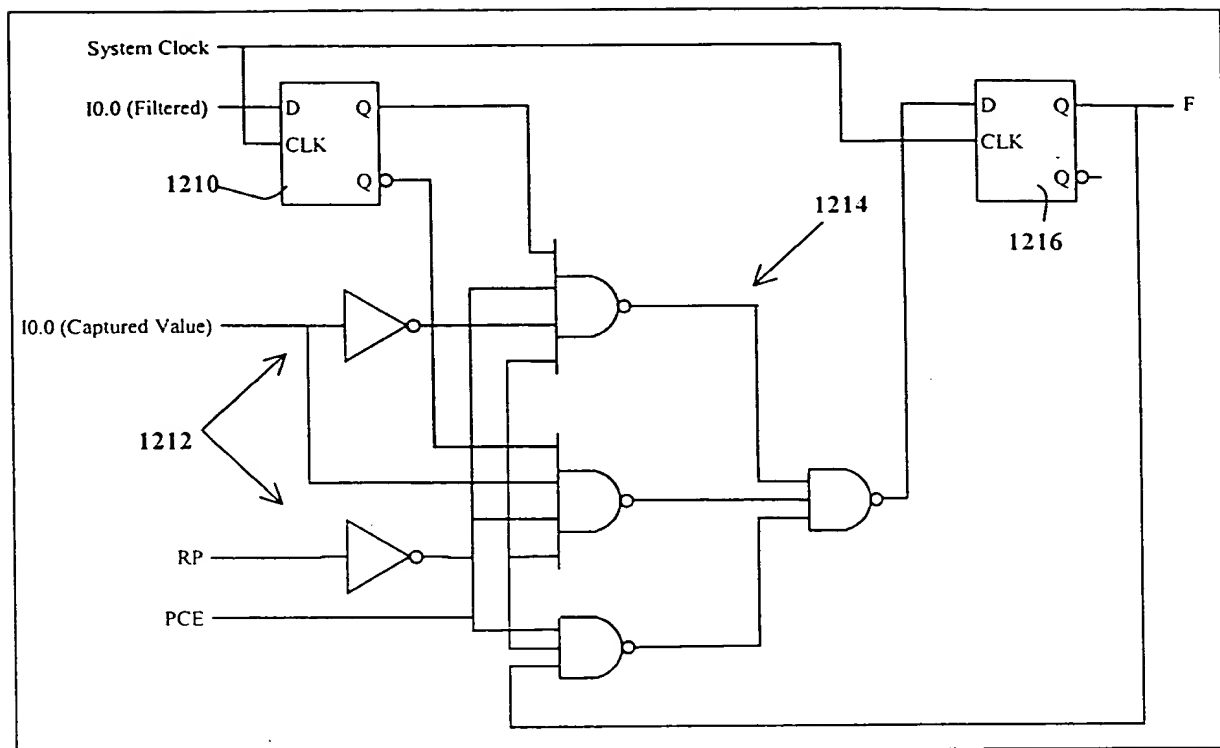 System Clock
I0.0 (Filtered)
D Q
CLK
Q
1210
D Q
CLK
Q
1216
F
1214
I0.0 (Captured Value)
1212
RP
PCE